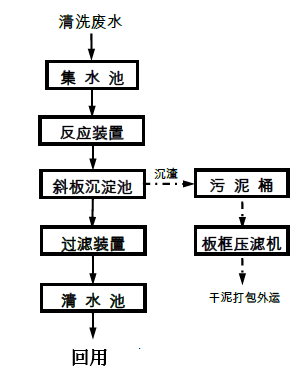 清洗废水
集水池
反应装置
斜板沉淀池
沉渣
污泥桶
过滤装置
板框压滤机
清水池
干泥打包外运
回用